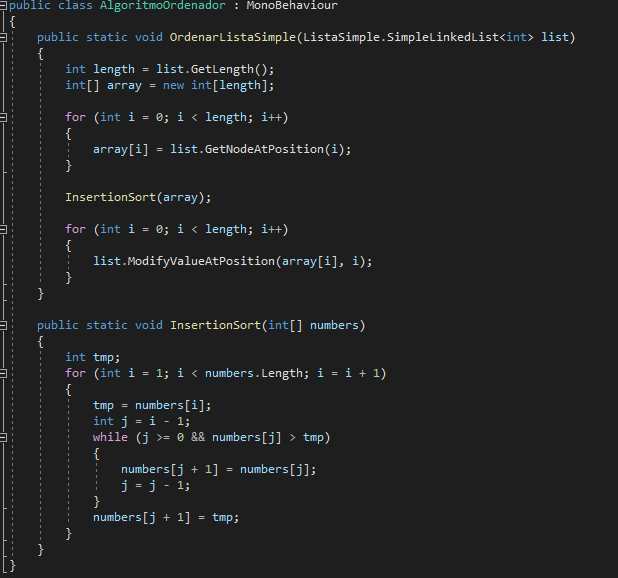 public class AlgoritmoOrdenador : MonoBehaviour
{
public static void OrdenarListaSimple(ListaSimple.SimpleLinkedList<int> list)
{
int length = list.GetLength();
int[] array = new int[length];
for (int i = 0; i < length; i++)
{
array[i] = list.GetNodeAtPosition(i);
}
InsertionSort(array);
for (int i = 0; i < length; i++)
{
list.ModifyValueAtPosition(array[i], i);
}
}
public static void InsertionSort(int[] numbers)
{
int tmp;
for (int i = 1; i < numbers.Length; i = i + 1)
{
tmp = numbers[i];
int j = i - 1;
while (j >= 0 && numbers[j] > tmp)
{
numbers[j + 1] = numbers[j];
j = j - 1;
}
numbers[j + 1] = tmp;
}
}
}